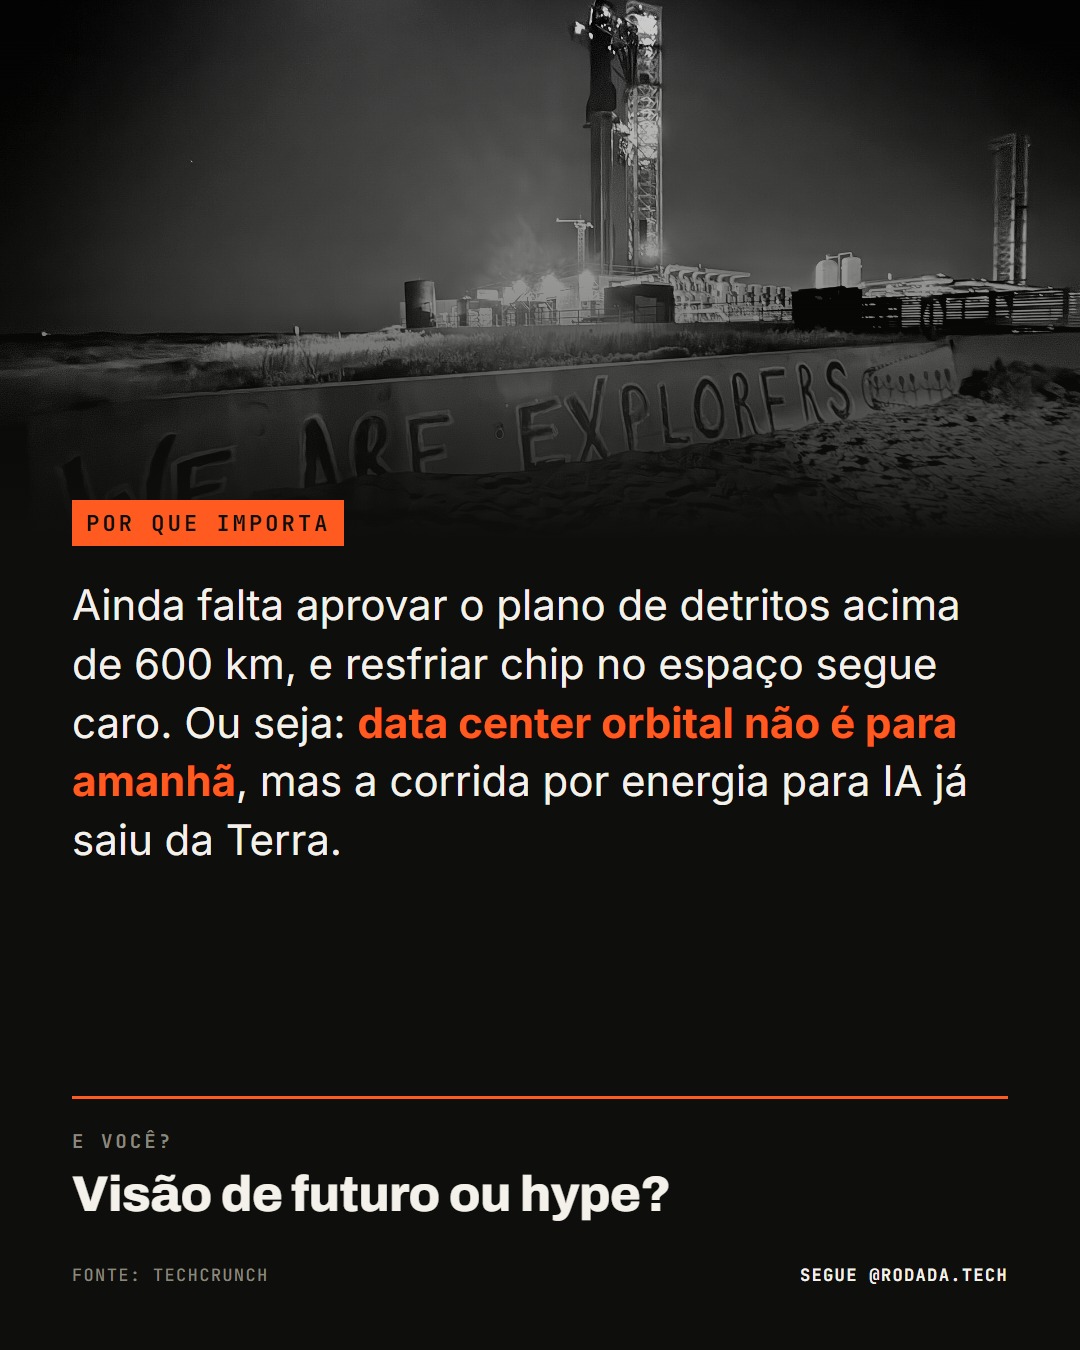 WE ARE EXPLORERS
POR QUE IMPORTA
Ainda falta aprovar o plano de detritos acima
de 600 km, e resfriar chip no espaço segue
caro. Ou seja: data center orbital não é para
amanhã, mas a corrida por energia para IA já
saiu da Terra.
E VOCÊ?
Visão de futuro ou hype?
FONTE: TECHCRUNCH
SEGUE @RODADA.TECH